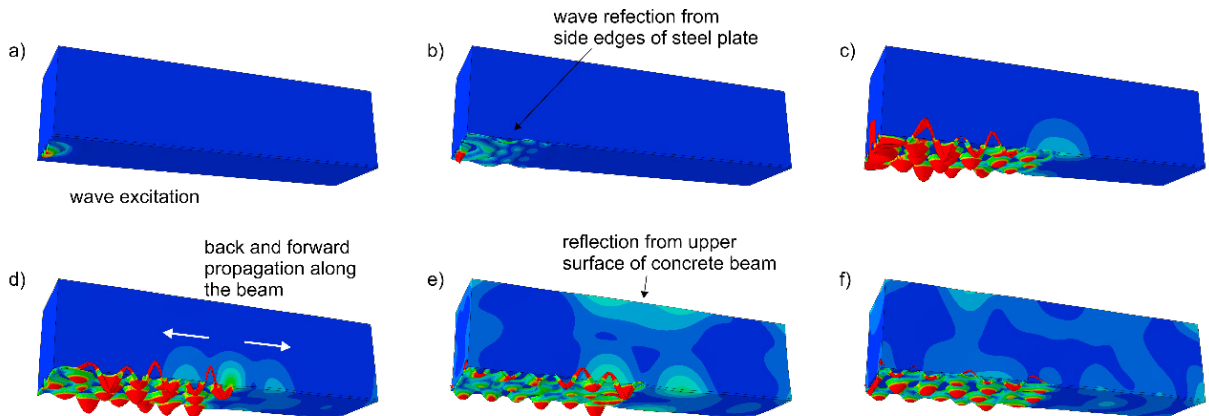 a)
wave excitation
b)
wave refection from
side edges of steel plate
c)
d)
back and forward
propagation along
the beam
e)
reflection from upper
surface of concrete beam
f)